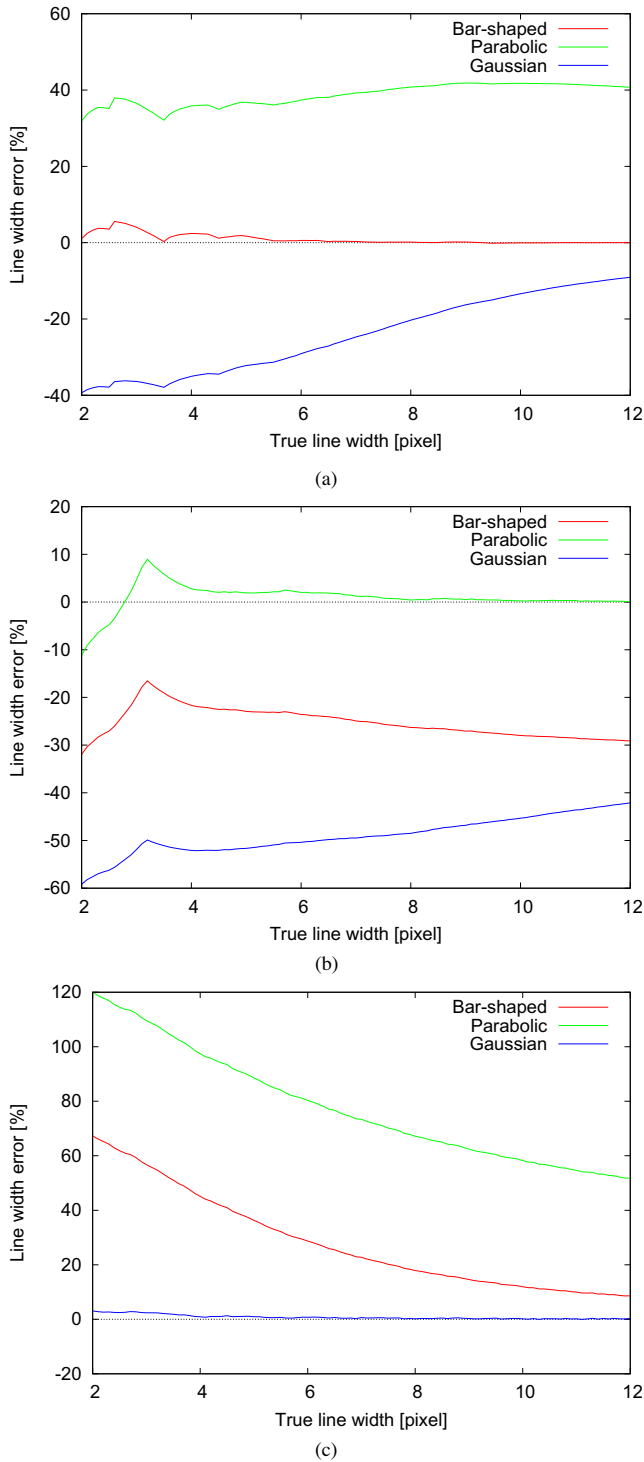 60
40
20
0
-20
-40
2 4 6 8 10 12
Line width error [%]
True line width [pixel]
Bar-shaped
Parabolic
Gaussian
(a)
20
10
0
-10
-20
-30
-40
-50
-60
2 4 6 8 10 12
Line width error [%]
True line width [pixel]
Bar-shaped
Parabolic
Gaussian
(b)
120
100
80
60
40
20
0
-20
2 4 6 8 10 12
Line width error [%]
True line width [pixel]
Bar-shaped
Parabolic
Gaussian
(c)